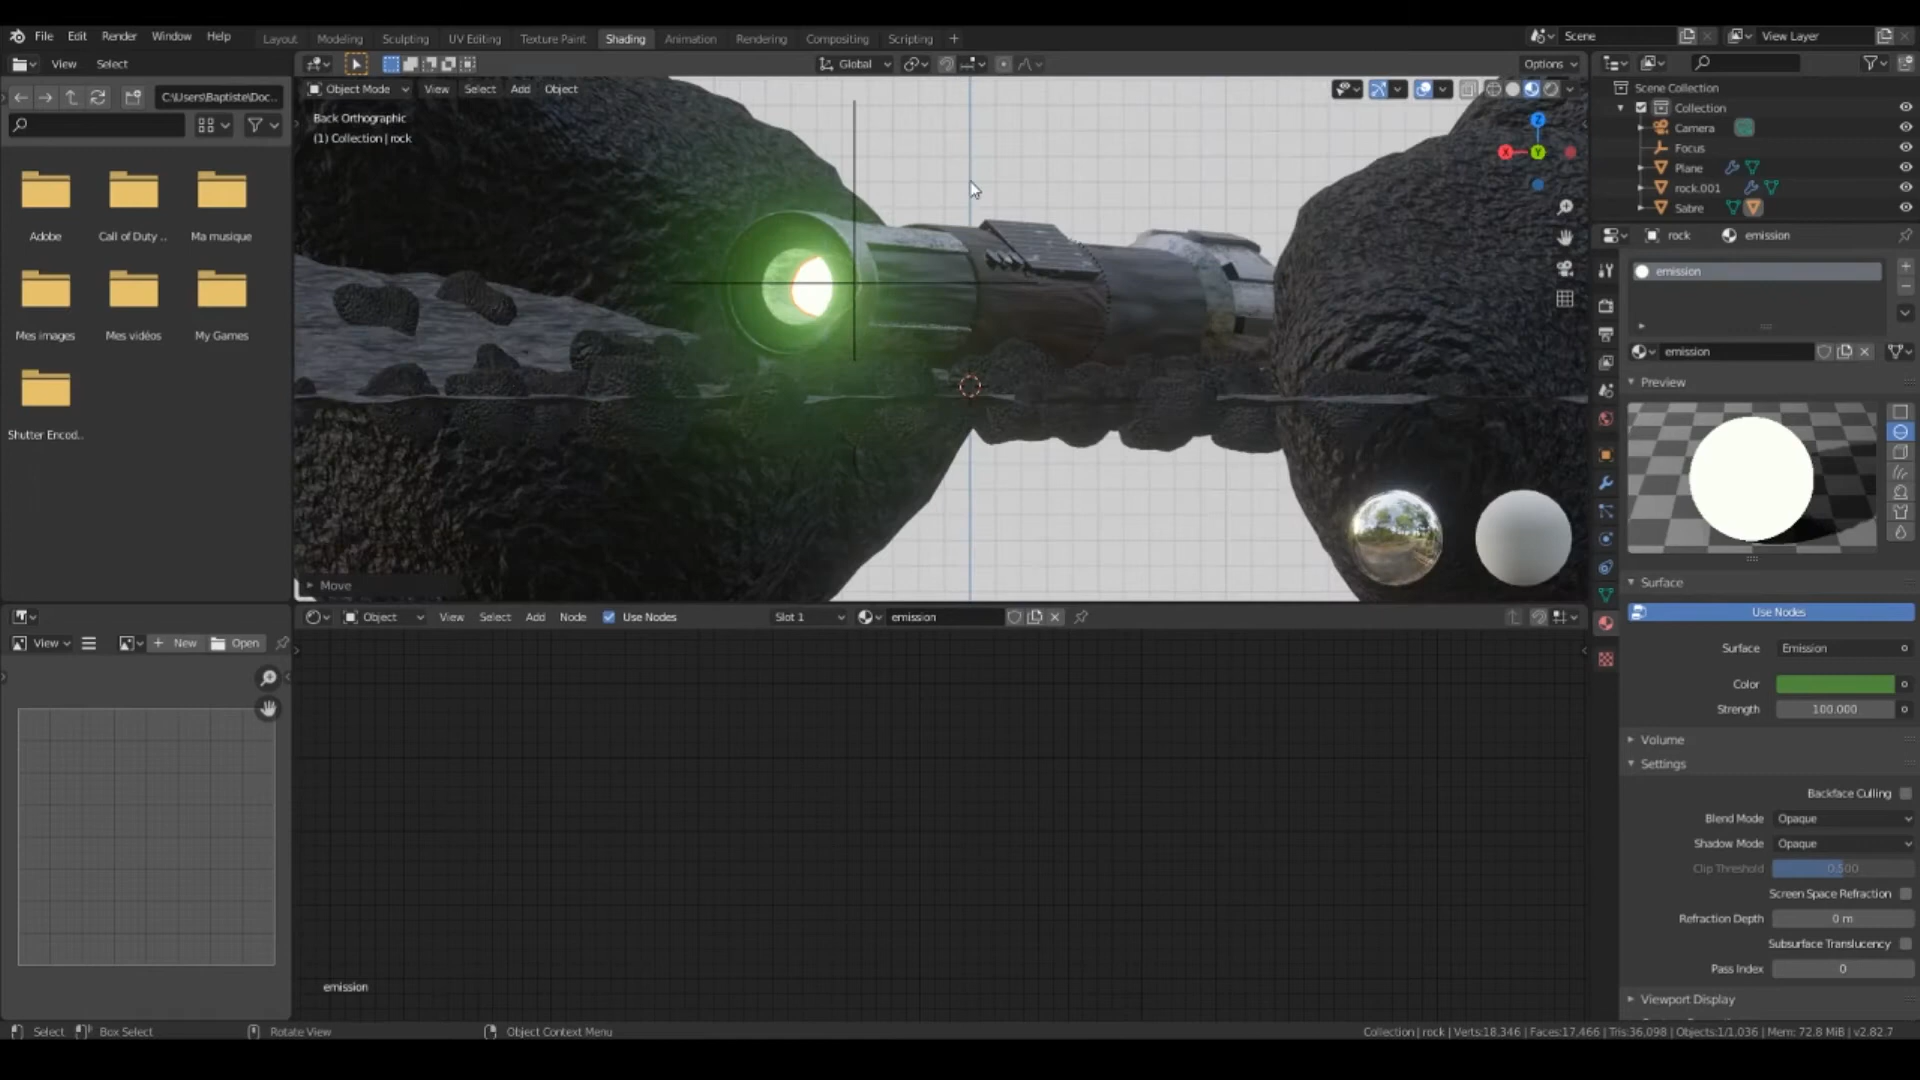 File Edit Render Window Help
Layout Modeling Sculpting UV Editing Texture Paint Shading Animation Rendering Compositing Scripting +
Scene
View Layer
View Select
Global
Options
C:\Users\Baptiste\Doc..
Object Mode View Select Add Object
Back Orthographic
(1) Collection | rock
Adobe
Call of Duty ..
Ma musique
Mes images
Mes vidéos
My Games
Shutter Encod..
Z
X
Y
Move
Scene Collection
Collection
Camera
Focus
Plane
rock.001
Sabre
rock
emission
emission
emission
Preview
Surface
Use Nodes
Surface Emission
Color
Strength 100.000
Volume
Settings
Backface Culling
Blend Mode Opaque
Shadow Mode Opaque
Clip Threshold 0.500
Screen Space Refraction
Refraction Depth 0 m
Subsurface Translucency
Pass Index 0
Viewport Display
View
New
Open
Object View Select Add Node Use Nodes Slot 1 emission
emission
Select Box Select Rotate View Object Context Menu
Collection | rock | Verts:18,346 | Faces:17,466 | Tris:36,098 | Objects:1/1,036 | Mem: 72.8 MiB | v2.82.7